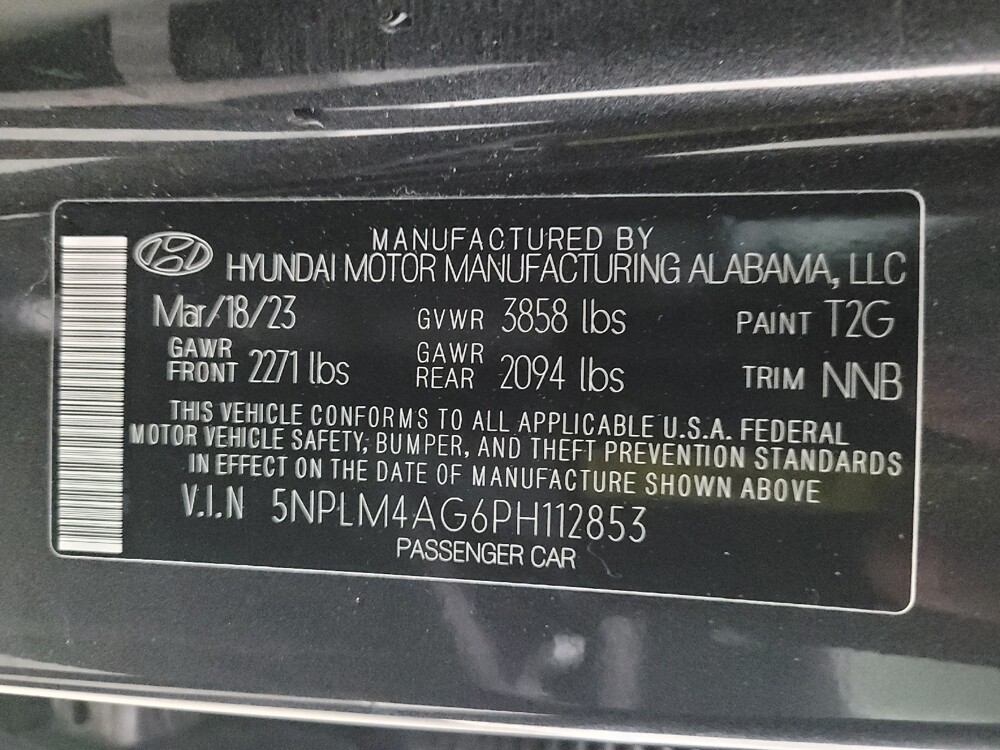 MANUFACTURED BY
HYUNDAI MOTOR MANUFACTURING ALABAMA, LLC
Mar/18/23 GVWR 3858 lbs PAINT T2G
GAWR FRONT 2271 lbs GAWR REAR 2094 lbs TRIM NNB
THIS VEHICLE CONFORMS TO ALL APPLICABLE U.S.A. FEDERAL
MOTOR VEHICLE SAFETY, BUMPER, AND THEFT PREVENTION STANDARDS
IN EFFECT ON THE DATE OF MANUFACTURE SHOWN ABOVE
V.I.N 5NPLM4AG6PH112853
PASSENGER CAR